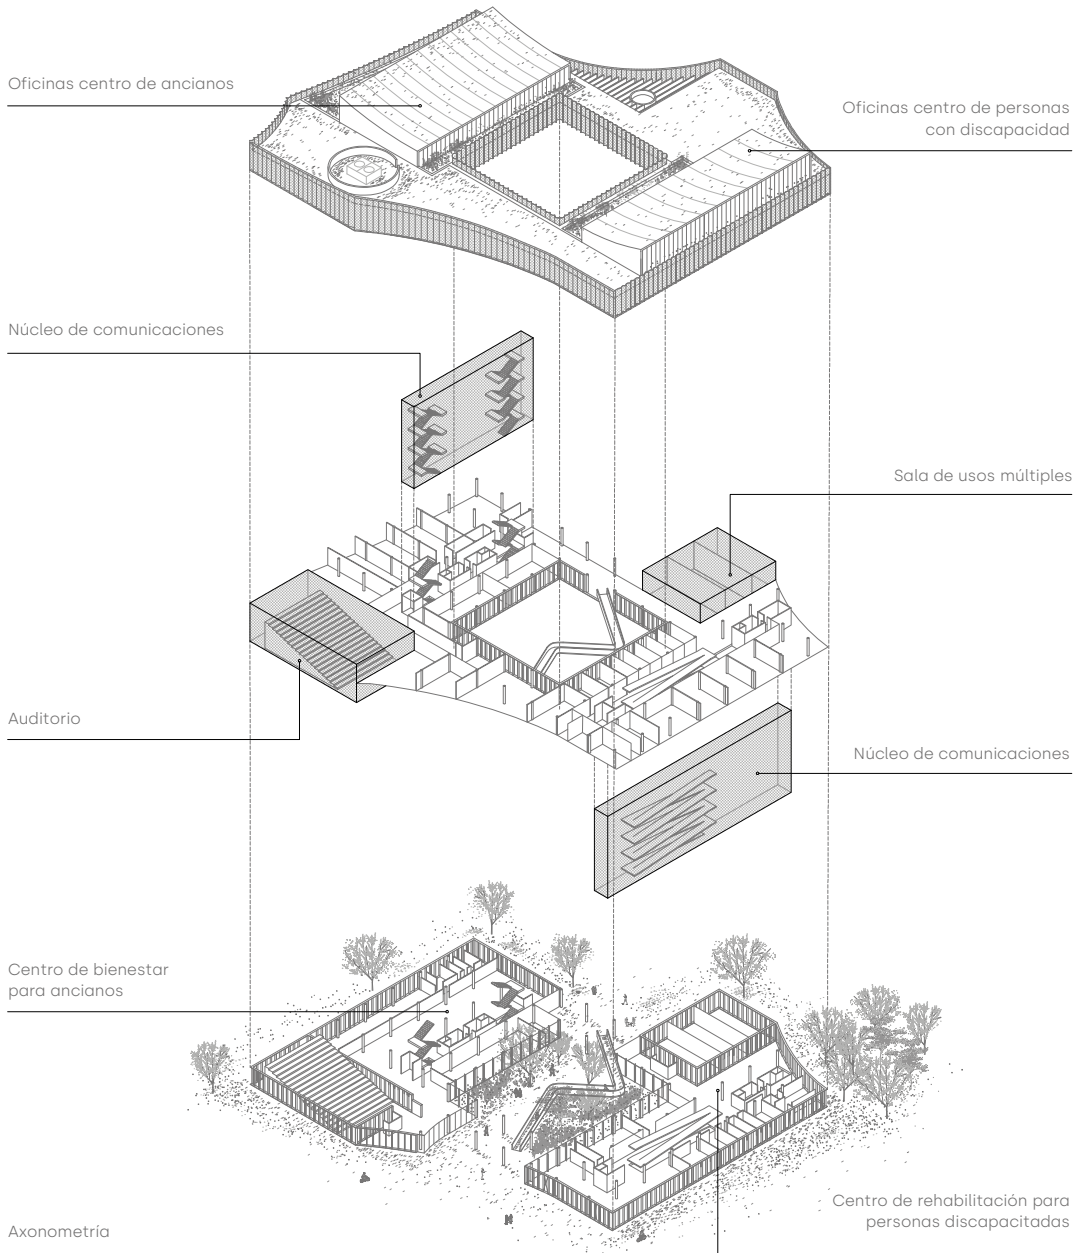 Oficinas centro de ancianos
Oficinas centro de personas
con discapacidad
Núcleo de comunicaciones
Sala de usos múltiples
Auditorio
Núcleo de comunicaciones
Centro de bienestar
para ancianos
Centro de rehabilitación para
personas discapacitadas
Axonometría